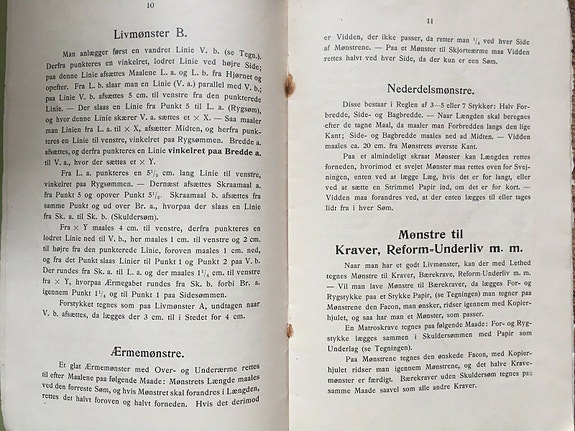 10
Livmønster B.
Man anlægger først en vandret Linie V. b. (se Tegn.).
Derfra punkteres en vinkelret, lodret Linie ved højre Side;
paa denne Linie afsættes Maalene L. a. og L. b. fra Hjørnet og
opefter. Fra L. b. slaar man en Linie (V. a.) parallel med V. b.;
paa Linie V. b. afsættes 5 cm. til venstre fra den punkterede
Linie. — Der slaas en Linie fra Punkt 5 til L. a. (Rygsøm),
og hvor denne Linie skærer V. a. sættes et × X. — Saa maaler
man Linien fra L. a. til × X, afsætter Midten, og herfra punk-
teres en Linie til venstre, vinkelret paa Rygsømmen. Bredde a.
afsættes, og derfra punkteres en Linie vinkelret paa Bredde a.
til V. a., hvor der sættes et × Y.
Fra L. a. punkteres en 5½ cm. lang Linie til venstre,
vinkelret paa Rygsømmen. — Dernæst afsættes Skraamaal a.
fra Punkt 5 og opover Punkt 5½. Skraamaal b. afsættes fra
samme Punkt og ud over Br. a., hvorpaa der slaas en Linie
fra Sk. a. til Sk. b. (Skuldersøm).
Fra × Y maales 4 cm. til venstre, derfra punkteres en
lodret Linie ned til V. b., her maales 1 cm. til venstre og 2 cm.
til højre fra den punkterede Linie, foroven maales 1 cm. ned,
og fra det Punkt slaas Linier til Punkt 1 og Punkt 2 paa V. b.
Der rundes fra Sk. a. til L. a. og der maales 1¼ cm. til venstre
fra × Y, hvorpaa Ærmegabet rundes fra Sk. b. forbi Br. a.
igennem Punkt 1¼ og til Punkt 1 paa Sidesømmen.
Forstykket tegnes som paa Livmønster A, undtagen naar
V. b. afsættes, da lægges der 3 cm. til i Stedet for 4 cm.
Ærmemønstre.
Et glat Ærmemønster med Over- og Underærme rettes
til efter Maalene paa følgende Maade: Mønstrets Længde maales
ved den forreste Søm, og hvis Mønstret skal forandres i Længden,
rettes det halvt foroven og halvt forneden. Hvis det derimod
11
er Vidden, der ikke passer, da retter man ¼ ved hver Side
af Mønstrene. — Paa et Mønster til Skjorteærme maa Vidden
rettes halvt ved hver Side, da der kun er een Søm.
Nederdelsmønstre.
Disse bestaar i Reglen af 3—5 eller 7 Stykker: Halv For-
bredde, Side- og Bagbredde. — Naar Længden skal beregnes
efter de tagne Maal, da maaler man Forbredden langs den lige
Kant; Side- og Bagbredde maales ned ad Midten. — Vidden
maales ca. 20 cm. fra Mønstrets øverste Kant.
Paa et almindeligt skraat Mønster kan Længden rettes
forneden, hvorimod et svejet Mønster maa rettes oven for Svej-
ningen, enten ved at lægge Læg, hvis det er for langt, eller
ved at sætte en Strimmel Papir ind, om det er for kort. —
Vidden maa forandres ved, at der enten lægges til eller tages
lidt fra i hver Søm.
Mønstre til
Kraver, Reform-Underliv m. m.
Naar man har et godt Livmønster, kan der med Lethed
tegnes Mønstre til Kraver, Bærekrave, Reform-Underliv m. m.
— Vil man lave Mønstre til Bærekraver, da lægges For- og
Rygstykke paa et Stykke Papir, (se Tegningen) man tegner paa
Mønstrene den Facon, man ønsker, ridser igennem med Kopier-
hjulet, og saa har man et Mønster, som passer.
En Matroskrave tegnes paa følgende Maade: For- og Ryg-
stykke lægges sammen i Skuldersømmen med Papir som
Underlag (se Tegningen).
Paa Mønstrene tegnes den ønskede Facon, med Kopier-
hjulet ridser man igennem Mønstrene, og det halve Krave-
mønster er færdigt. Bærekraver uden Skuldersøm tegnes paa
samme Maade saavel som alle andre Kraver.